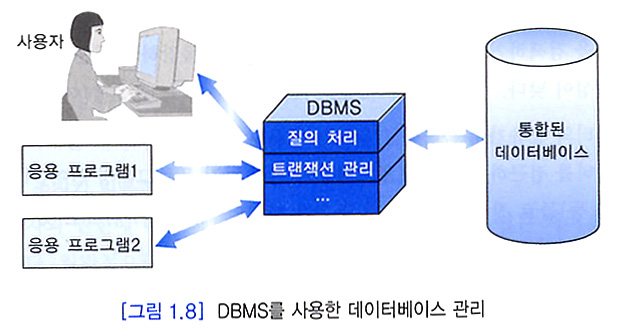 사용자
DBMS
질의 처리
트랜잭션 관리
...
응용 프로그램1
응용 프로그램2
통합된
데이터베이스
[그림 1.8] DBMS를 사용한 데이터베이스 관리